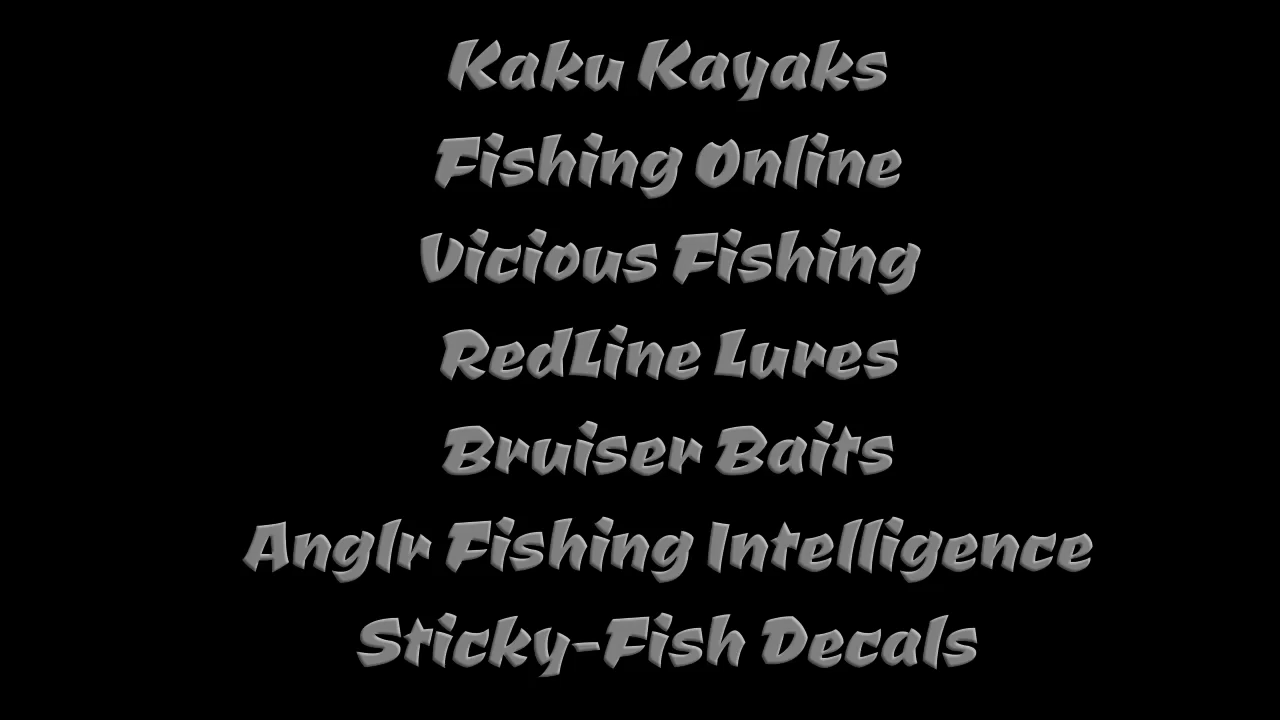 Kaku Kayaks
Fishing Online
Vicious Fishing
RedLine Lures
Bruiser Baits
Anglr Fishing Intelligence
Sticky-Fish Decals